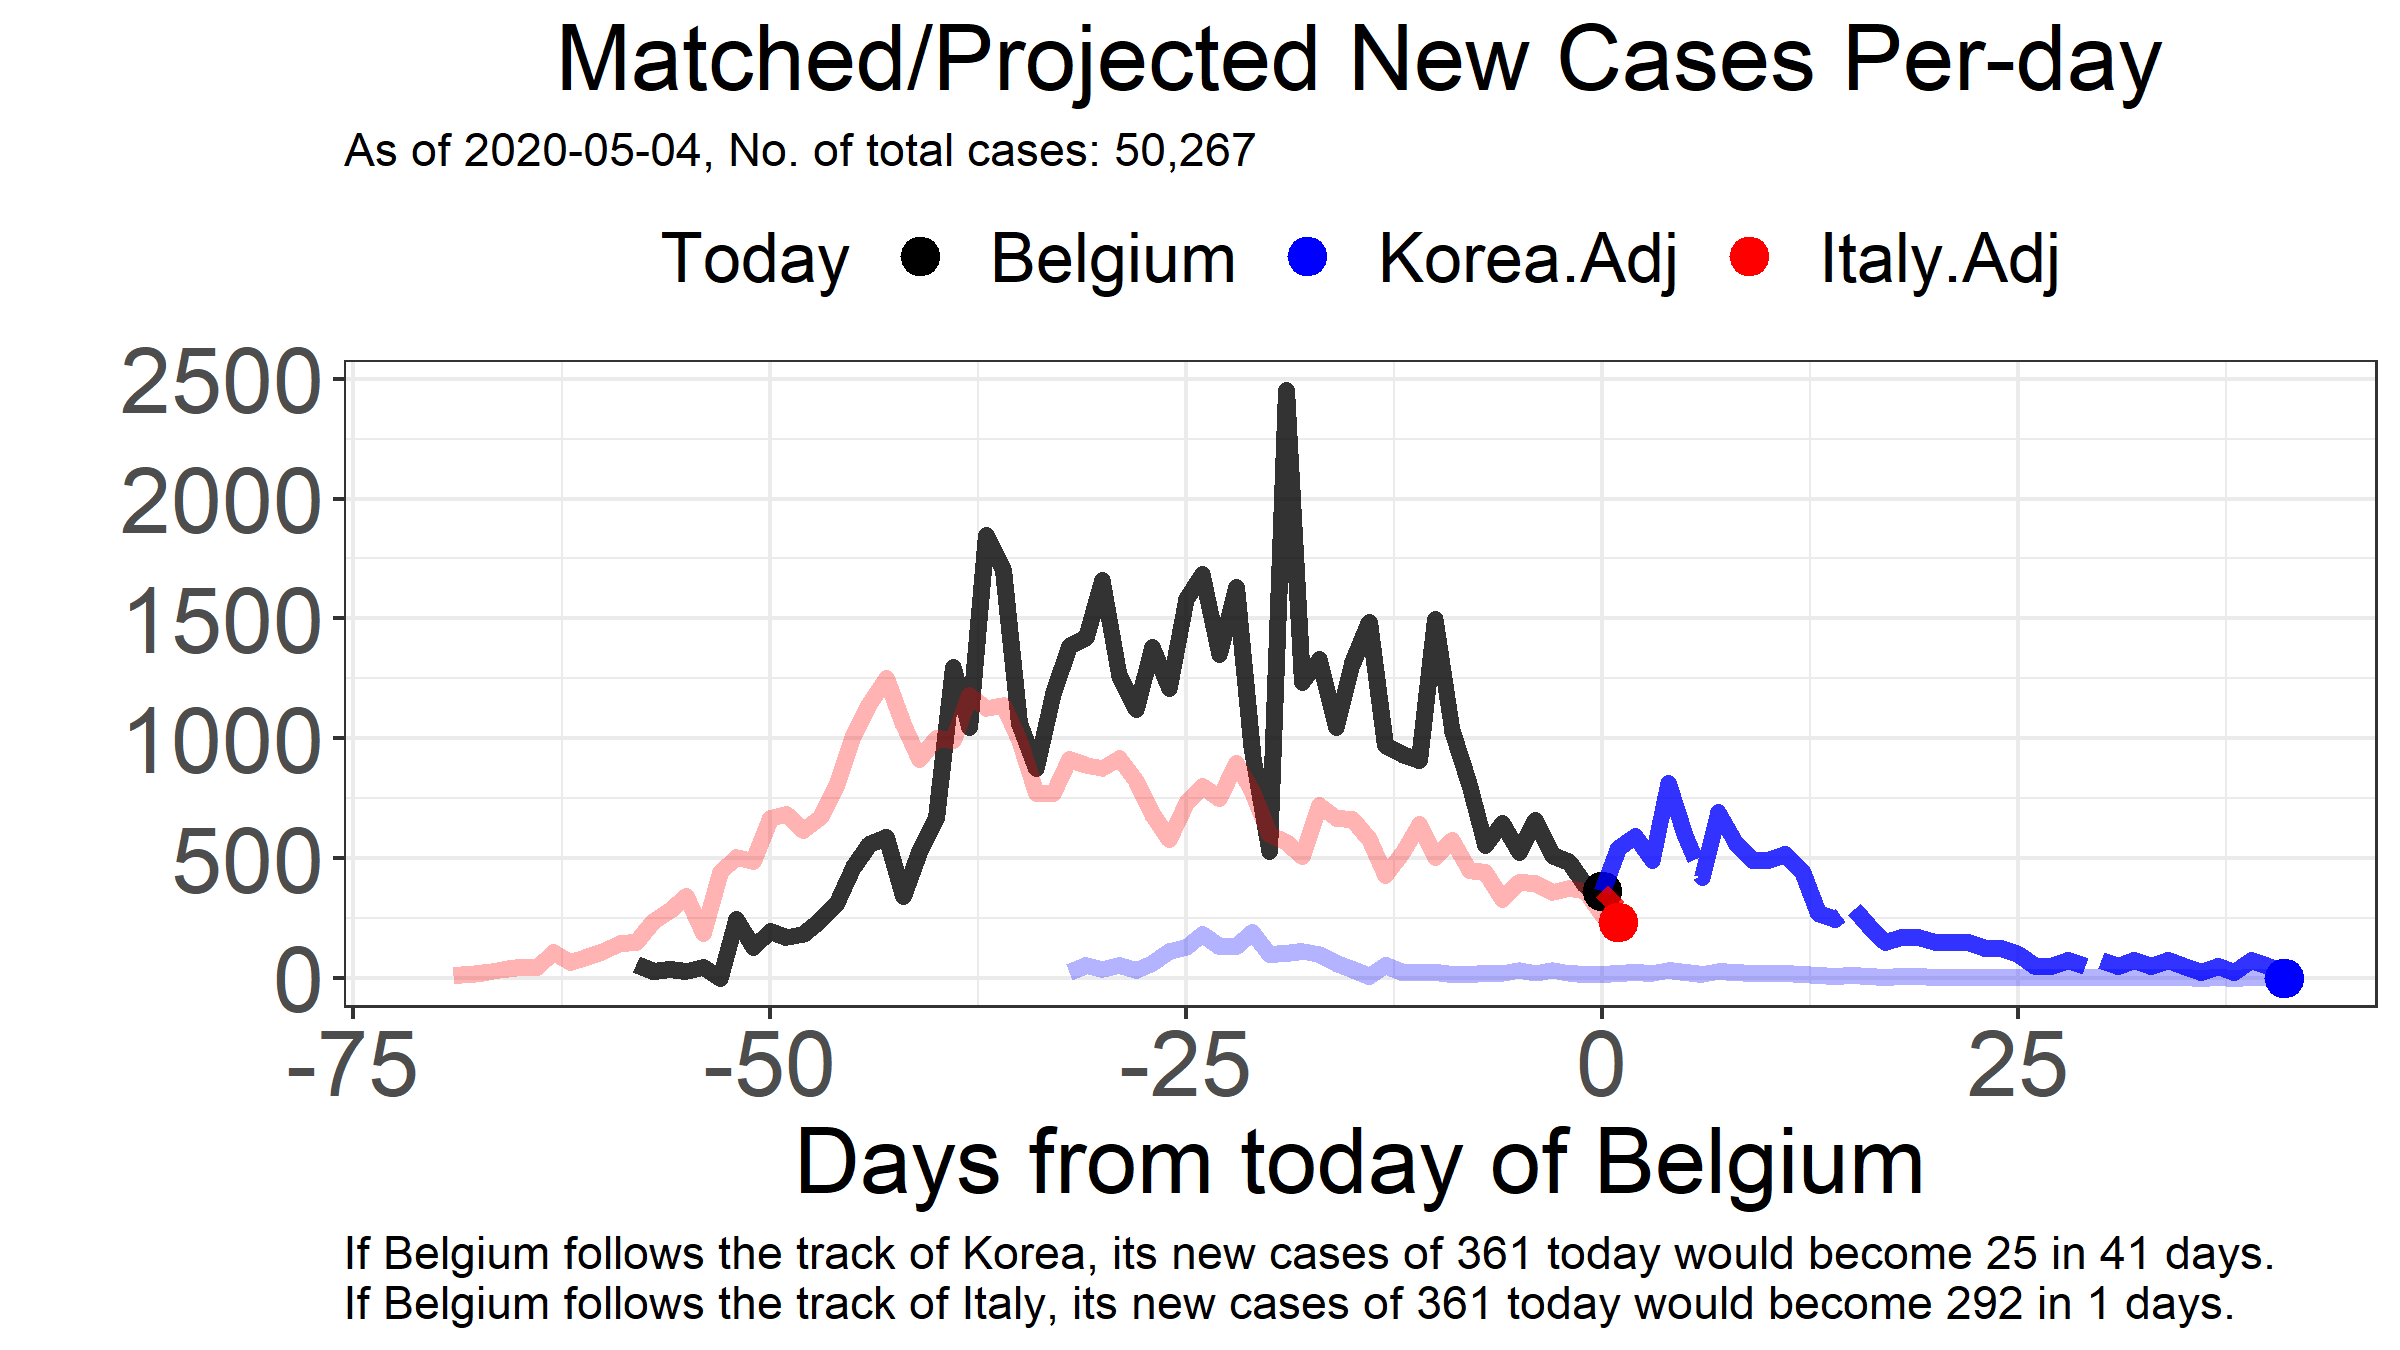 Matched/Projected New Cases Per-day
As of 2020-05-04, No. of total cases: 50,267
Today Belgium Korea.Adj Italy.Adj
2500
2000
1500
1000
500
0
-75 -50 -25 0 25
Days from today of Belgium
If Belgium follows the track of Korea, its new cases of 361 today would become 25 in 41 days.
If Belgium follows the track of Italy, its new cases of 361 today would become 292 in 1 days.